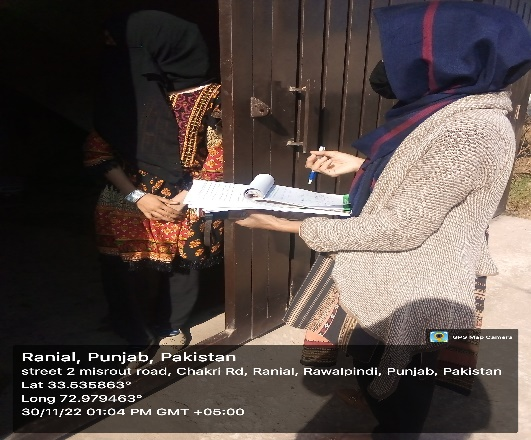 GPS Map Camera
Ranial, Punjab, Pakistan
street 2 misrout road, Chakri Rd, Ranial, Rawalpindi, Punjab, Pakistan
Lat 33.535863°
Long 72.979463°
30/11/22 01:04 PM GMT +05:00